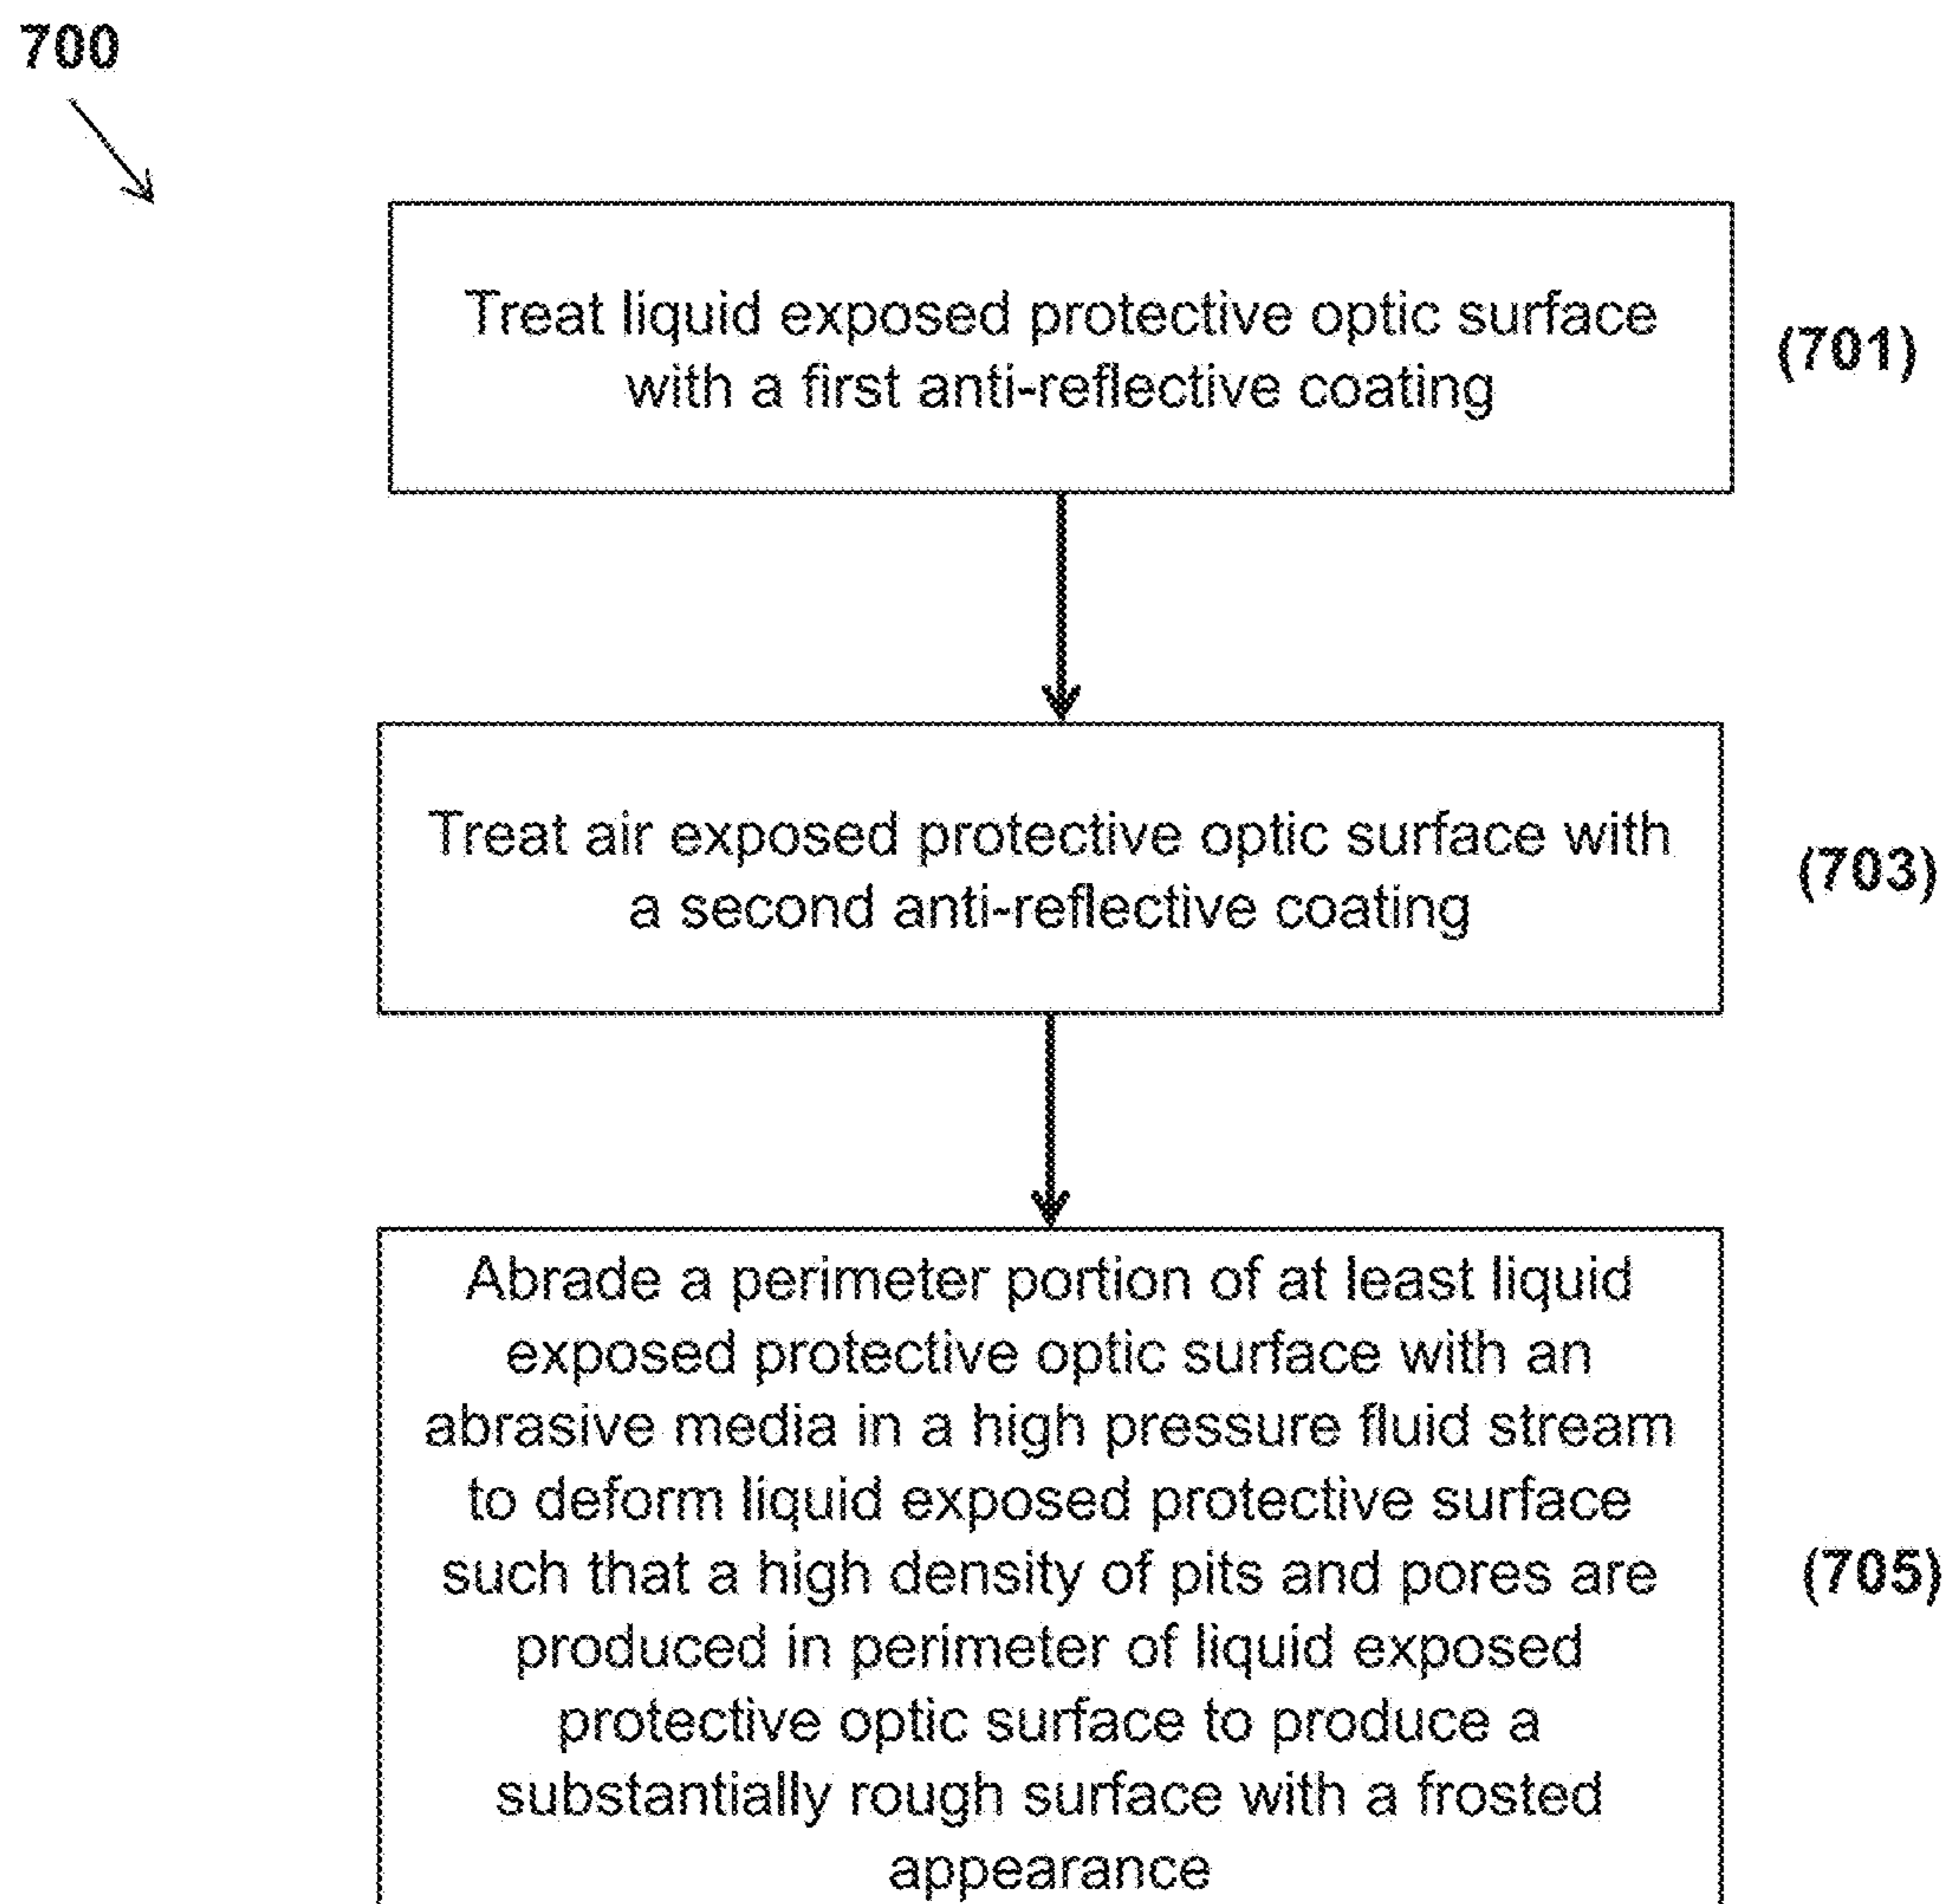 700
Treat liquid exposed protective optic surface
with a first anti-reflective coating
(701)
Treat air exposed protective optic surface with
a second anti-reflective coating
(703)
Abrade a perimeter portion of at least liquid
exposed protective optic surface with an
abrasive media in a high pressure fluid stream
to deform liquid exposed protective surface
such that a high density of pits and pores are
produced in perimeter of liquid exposed
protective optic surface to produce a
substantially rough surface with a frosted
appearance
(705)